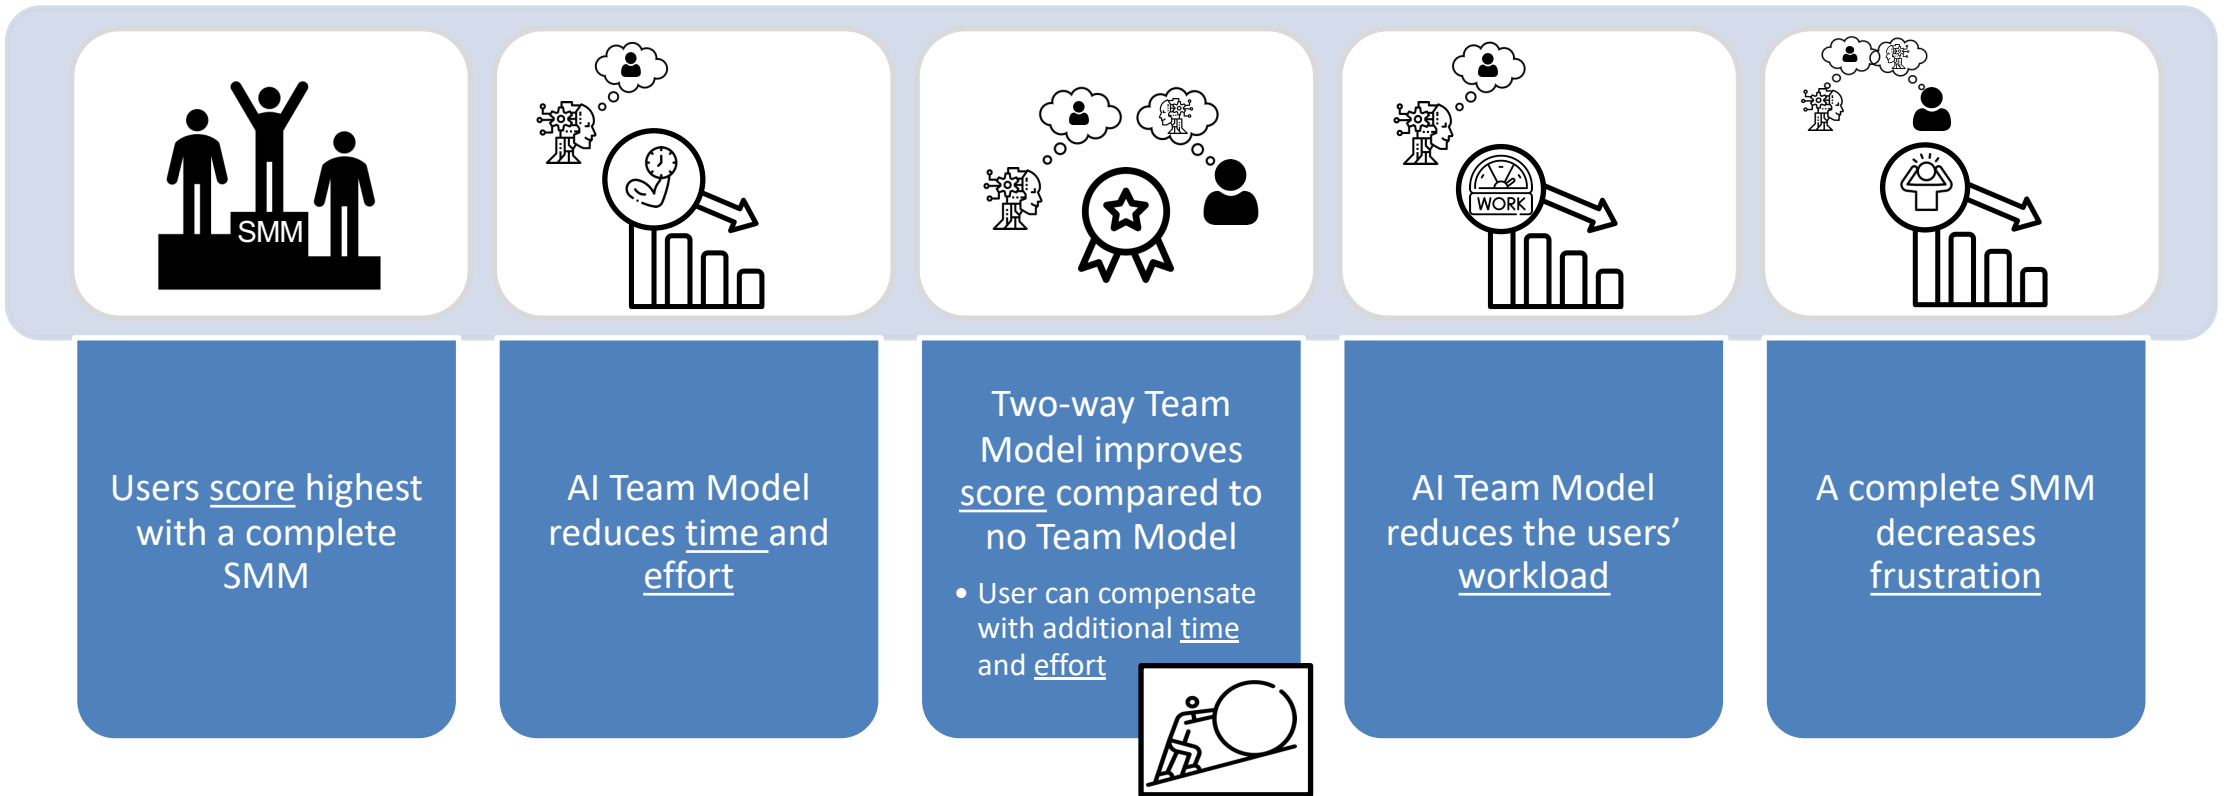 SMM
WORK
Users score highest
with a complete
SMM
AI Team Model
reduces time and
effort
Two-way Team
Model improves
score compared to
no Team Model
• User can compensate
with additional time
and effort
AI Team Model
reduces the users’
workload
A complete SMM
decreases
frustration